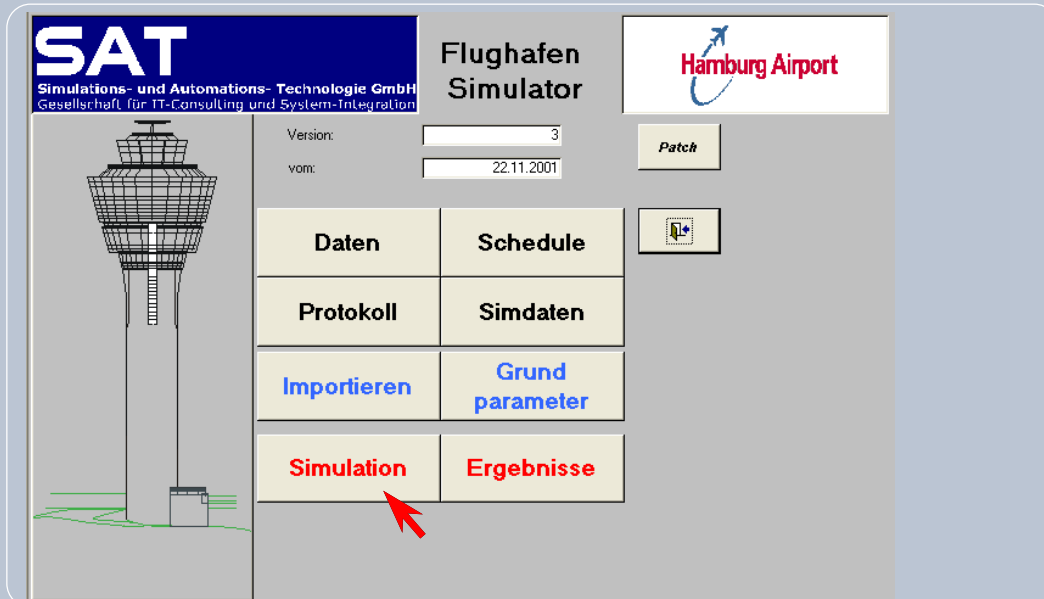 SAT
Simulations- und Automations- Technologie GmbH
Gesellschaft für IT-Consulting und System-Integration
Flughafen
Simulator
Hamburg Airport
Version:
3
Patch
vom:
22.11.2001
Daten
Schedule
Protokoll
Simdaten
Importieren
Grund
parameter
Simulation
Ergebnisse